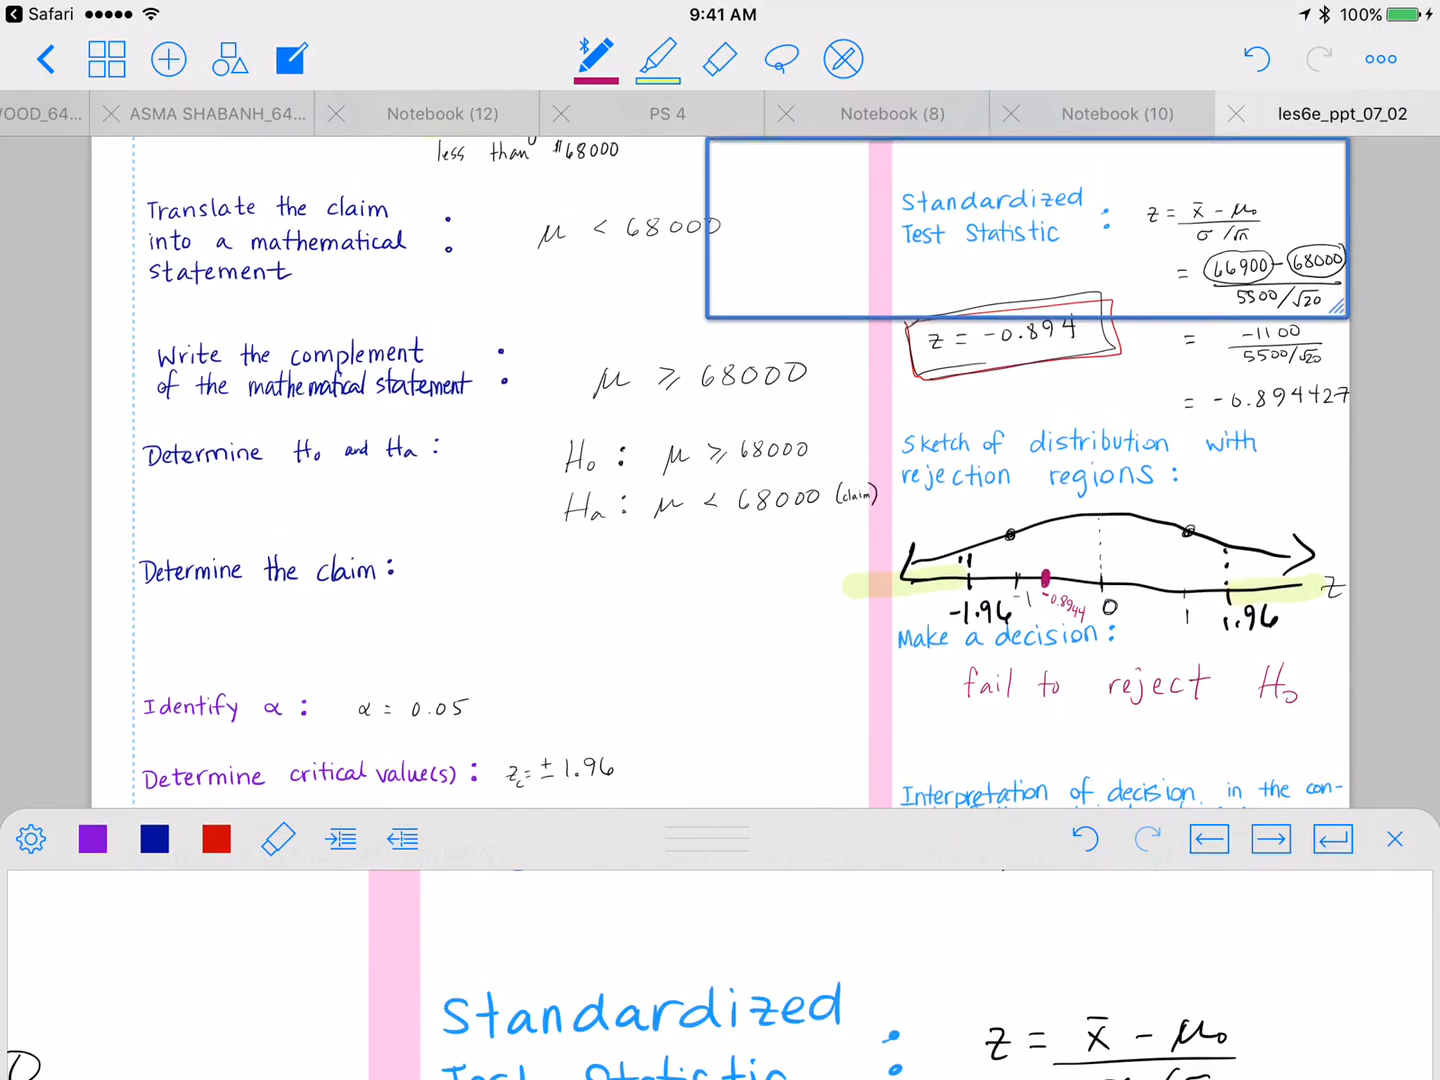 Safari
9:41 AM
100%
WOOD_64...
ASMA SHABANH_64...
Notebook (12)
PS 4
Notebook (8)
Notebook (10)
les6e_ppt_07_02
less than $68000
Translate the claim
into a mathematical
statement
:
μ < 68000
Write the complement
of the mathematical statement
:
μ ≥ 68000
Determine H₀ and Ha :
H₀ : μ ≥ 68000
Ha : μ < 68000 (claim)
Determine the claim :
Identify α : α = 0.05
Determine critical value(s) : zc = ± 1.96
Standardized
Test Statistic
:
z = x̄ - μ₀
σ /√n
= 66900 - 68000
5500/√20
= -1100
5500/√20
z = -0.894
= -0.894427
Sketch of distribution with
rejection regions :
-1.96 -1 -0.8944 0 1 1.96 z
Make a decision :
fail to reject H₀
Interpretation of decision in the con-
Standardized
Test Statistic
:
z = x̄ - μ₀